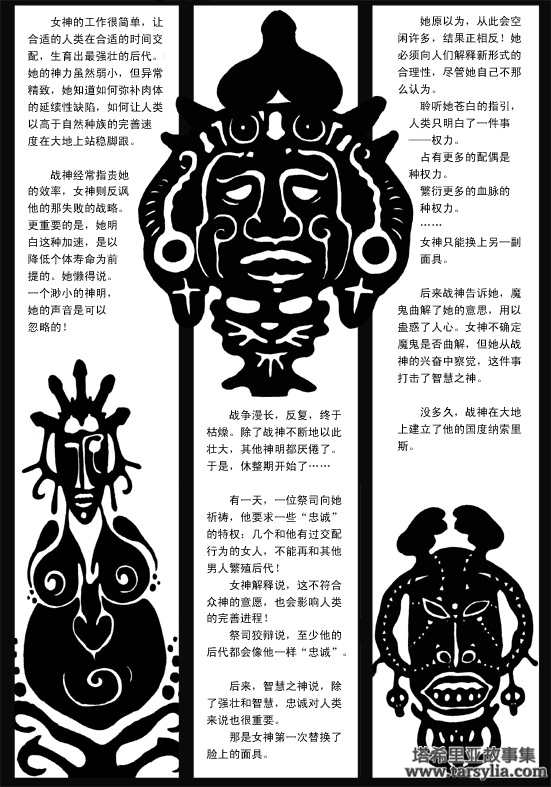 女神的工作很简单，让
合适的人类在合适的时间交
配，生育出最强壮的后代。
她的神力虽然弱小，但异常
精致，她知道如何弥补肉体
的延续性缺陷，如何让人类
以高于自然种族的完善速
度在大地上站稳脚跟。
战神经常指贵她
的效率，女神则反讽
他的那失败的战略。
更重要的是，她明
白这种加速，是以
降低个体寿命为前
提的。她懒得说。
一个渺小的神明，
她的声音是可以
忽略的！
战争漫长，反复，终于
枯燥。除了战神不断地以此
壮大，其他神明都厌倦了。
于是，休整期开始了……
有一天，一位祭司向她
祈祷，他要求一些“忠诚”
的特权：几个和他有过交配
行为的女人，不能再和其他
男人繁殖后代！
女神解释说，这不符合
众神的意愿，也会影响人类
的完善进程！
祭司狡辩说，至少他的
后代都会像他一样“忠诚”。
后来，智慧之神说，除
了强壮和智慧，忠诚对人类
来说也很重要。
那是女神第一次替换了
脸上的面具。
她原以为，从此会空
闲许多，结果正相反！她
必须向人们解释新形式的
合理性，尽管她自己不那
么认为。
聆听她苍白的指引，
人类只明白了一件事
——权力。
占有更多的配偶是
种权力。
繁衍更多的血脉的
种权力。
……
女神只能换上另一副
面具。
后来战神告诉她，魔
鬼曲解了她的意思，用以
蛊惑了人心。女神不确定
魔鬼是否曲解，但她从战
神的兴奋中察觉，这件事
打击了智慧之神。
没多久，战神在大地
上建立了他的国度纳索里
斯。
塔希里亚故事集
www.tarsylia.com